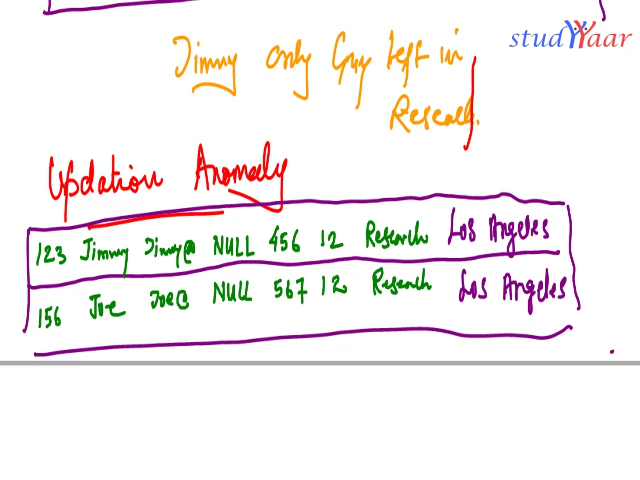 studYYaar
Jimmy only Guy left in
Research.
Updation Anomaly
123 Jimmy Jimmy@ NULL 456 12 Research Los Angeles
156 Joe Joe@ NULL 567 12 Research Los Angeles